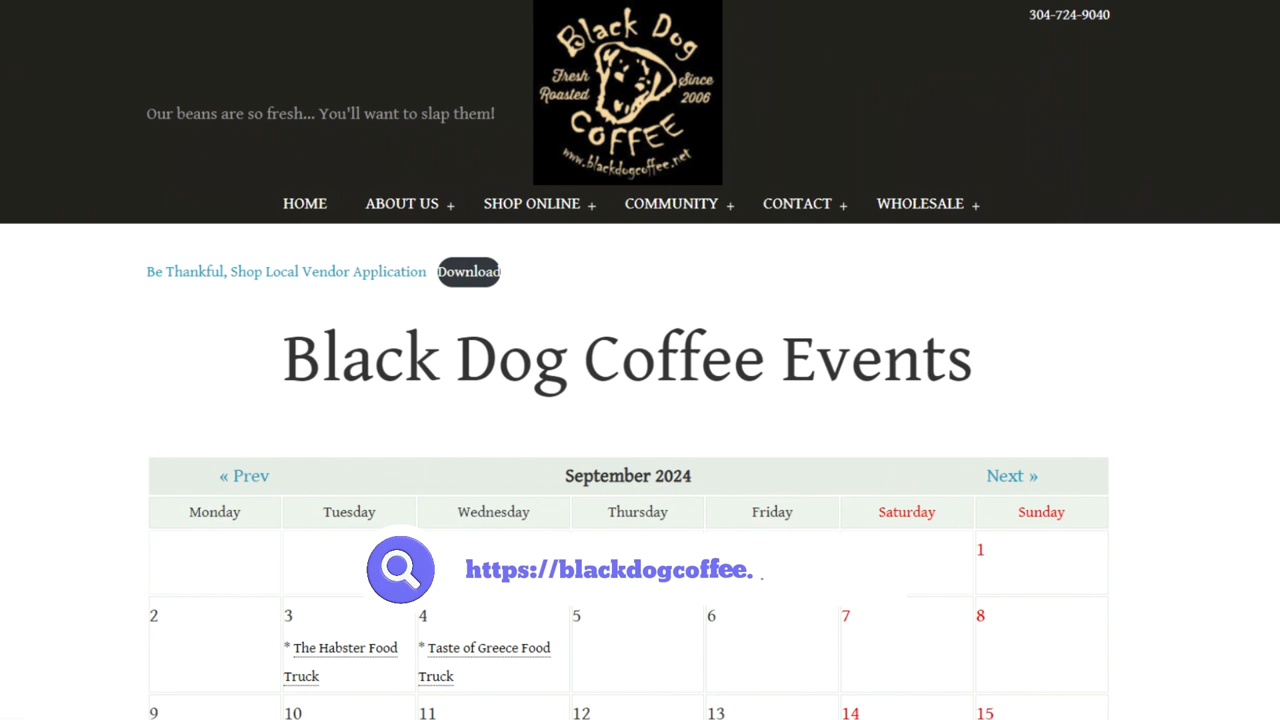 304-724-9040
Black Dog
Fresh Roasted
Since 2006
COFFEE
www.blackdogcoffee.net
Our beans are so fresh... You'll want to slap them!
HOME ABOUT US + SHOP ONLINE + COMMUNITY + CONTACT + WHOLESALE +
Be Thankful, Shop Local Vendor Application Download
Black Dog Coffee Events
« Prev September 2024 Next »
Monday Tuesday Wednesday Thursday Friday Saturday Sunday
1
https://blackdogcoffee.
2 3 4 5 6 7 8
* The Habster Food Truck
* Taste of Greece Food Truck
9 10 11 12 13 14 15